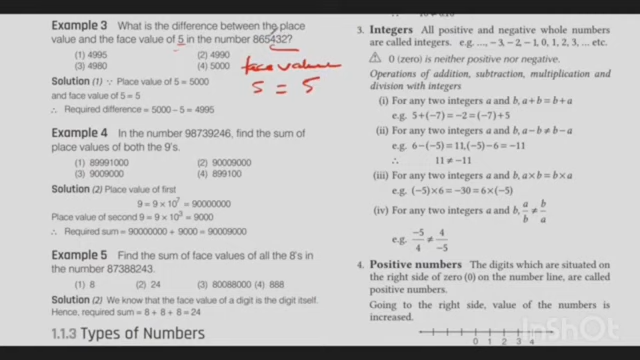 Example 3 What is the difference between the place
value and the face value of 5 in the number 865432?
(1) 4995 (2) 4990
(3) 4980 (4) 5000
face value
5 = 5
Solution (1) ∵ Place value of 5 = 5000
and face value of 5 = 5
∴ Required difference = 5000 − 5 = 4995
Example 4 In the number 98739246, find the sum of
place values of both the 9's.
(1) 89991000 (2) 90009000
(3) 9009000 (4) 899100
Solution (2) Place value of first
9 = 9 × 10⁷ = 90000000
Place value of second 9 = 9 × 10³ = 9000
∴ Required sum = 90000000 + 9000 = 90009000
Example 5 Find the sum of face values of all the 8's in
the number 87388243.
(1) 8 (2) 24 (3) 80088000 (4) 888
Solution (2) We know that the face value of a digit is the digit itself.
Hence, required sum = 8 + 8 + 8 = 24
1.1.3 Types of Numbers
3. Integers All positive and negative whole numbers
are called integers? e.g. ..., −3, −2, −1, 0, 1, 2, 3, ... etc.
0 (zero) is neither positive nor negative.
Operations of addition, subtraction, multiplication and
division with integers
(i) For any two integers a and b, a + b = b + a
e.g. 5 + (−7) = −2 = (−7) + 5
(ii) For any two integers a and b, a − b ≠ b − a
e.g. 6 − (−5) = 11, (−5) − 6 = −11
∴ 11 ≠ −11
(iii) For any two integers a and b, a × b = b × a
e.g. (−5) × 6 = −30 = 6 × (−5)
(iv) For any two integers a and b, a/b ≠ b/a
e.g. −5/4 ≠ 4/−5
4. Positive numbers The digits which are situated on
the right side of zero (0) on the number line, are called
positive numbers.
Going to the right side, value of the numbers is
increased.
0 1 2 3 4
InShOt